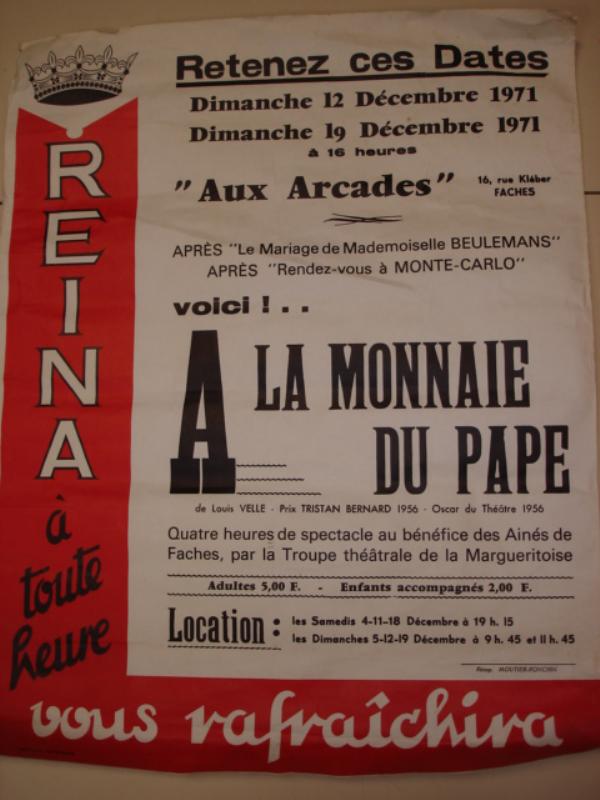 Retenez ces Dates
Dimanche 12 Décembre 1971
Dimanche 19 Décembre 1971
à 16 heures
"Aux Arcades" 16, rue Kléber
FACHES
APRÈS "Le Mariage de Mademoiselle BEULEMANS"
APRÈS "Rendez-vous à MONTE-CARLO"
voici ! . .
A LA MONNAIE
DU PAPE
de Louis VELLE - Prix TRISTAN BERNARD 1956 - Oscar du Théâtre 1956
Quatre heures de spectacle au bénéfice des Ainés de
Faches, par la Troupe théâtrale de la Margueritoise
Adultes 5,00 F. - Enfants accompagnés 2,00 F.
Location : les Samedis 4-11-18 Décembre à 19 h. 15
les Dimanches 5-12-19 Décembre à 9 h. 45 et 11 h. 45
MOUTIER-RONCHIN
REINA
à
toute
heure
vous rafraîchira